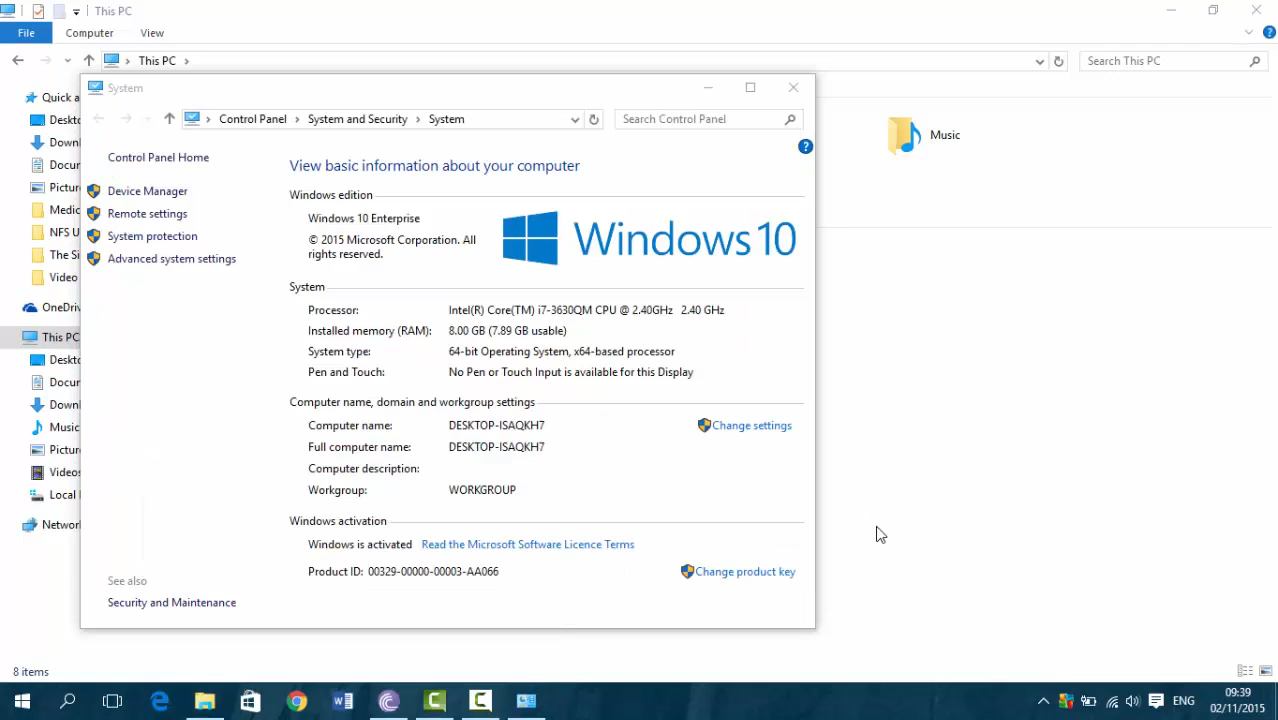 This PC
File Computer View
This PC
Search This PC
Quick a
Deskto
Downl
Docum
Picture
Medic
NFS U
The Si
Video
OneDriv
This PC
Deskto
Docum
Downl
Music
Picture
Videos
Local
Network
8 items
Music
System
Control Panel System and Security System
Search Control Panel
Control Panel Home
Device Manager
Remote settings
System protection
Advanced system settings
See also
Security and Maintenance
View basic information about your computer
Windows edition
Windows 10 Enterprise
© 2015 Microsoft Corporation. All
rights reserved.
Windows 10
System
Processor: Intel(R) Core(TM) i7-3630QM CPU @ 2.40GHz 2.40 GHz
Installed memory (RAM): 8.00 GB (7.89 GB usable)
System type: 64-bit Operating System, x64-based processor
Pen and Touch: No Pen or Touch Input is available for this Display
Computer name, domain and workgroup settings
Computer name: DESKTOP-ISAQKH7
Change settings
Full computer name: DESKTOP-ISAQKH7
Computer description:
Workgroup: WORKGROUP
Windows activation
Windows is activated Read the Microsoft Software Licence Terms
Product ID: 00329-00000-00003-AA066
Change product key
ENG
09:39
02/11/2015